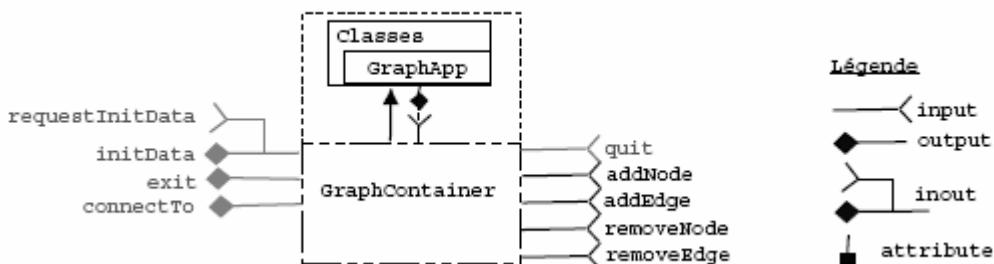 Classes
GraphApp
requestInitData
initData
exit
connectTo
GraphContainer
quit
addNode
addEdge
removeNode
removeEdge
Légende
input
output
inout
attribute